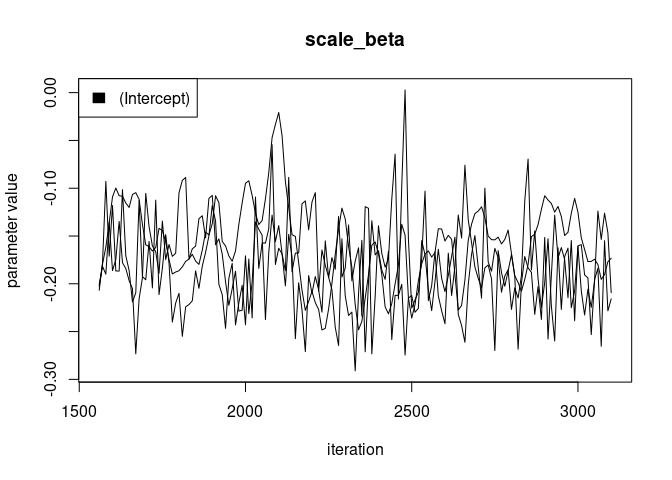 scale_beta
(Intercept)
0.00
-0.10
-0.20
-0.30
parameter value
1500 2000 2500 3000
iteration